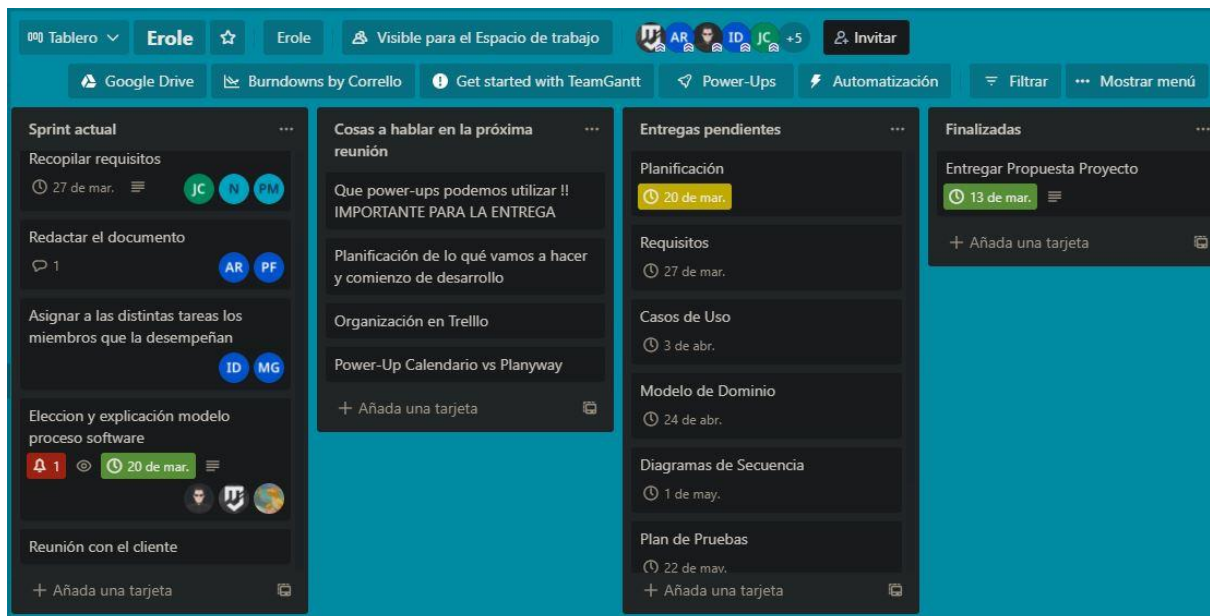 Tablero
Erole
Erole
Visible para el Espacio de trabajo
AR
ID
JC
+5
Invitar
Google Drive
Burndowns by Corrello
Get started with TeamGantt
Power-Ups
Automatización
Filtrar
Mostrar menú
Sprint actual
Recopilar requisitos
27 de mar.
JC
N
PM
Redactar el documento
1
AR
PF
Asignar a las distintas tareas los
miembros que la desempeñan
ID
MG
Eleccion y explicación modelo
proceso software
1
20 de mar.
Reunión con el cliente
+ Añada una tarjeta
Cosas a hablar en la próxima
reunión
Que power-ups podemos utilizar !!
IMPORTANTE PARA LA ENTREGA
Planificación de lo qué vamos a hacer
y comienzo de desarrollo
Organización en Trelllo
Power-Up Calendario vs Planyway
+ Añada una tarjeta
Entregas pendientes
Planificación
20 de mar.
Requisitos
27 de mar.
Casos de Uso
3 de abr.
Modelo de Dominio
24 de abr.
Diagramas de Secuencia
1 de may.
Plan de Pruebas
22 de may.
+ Añada una tarjeta
Finalizadas
Entregar Propuesta Proyecto
13 de mar.
+ Añada una tarjeta